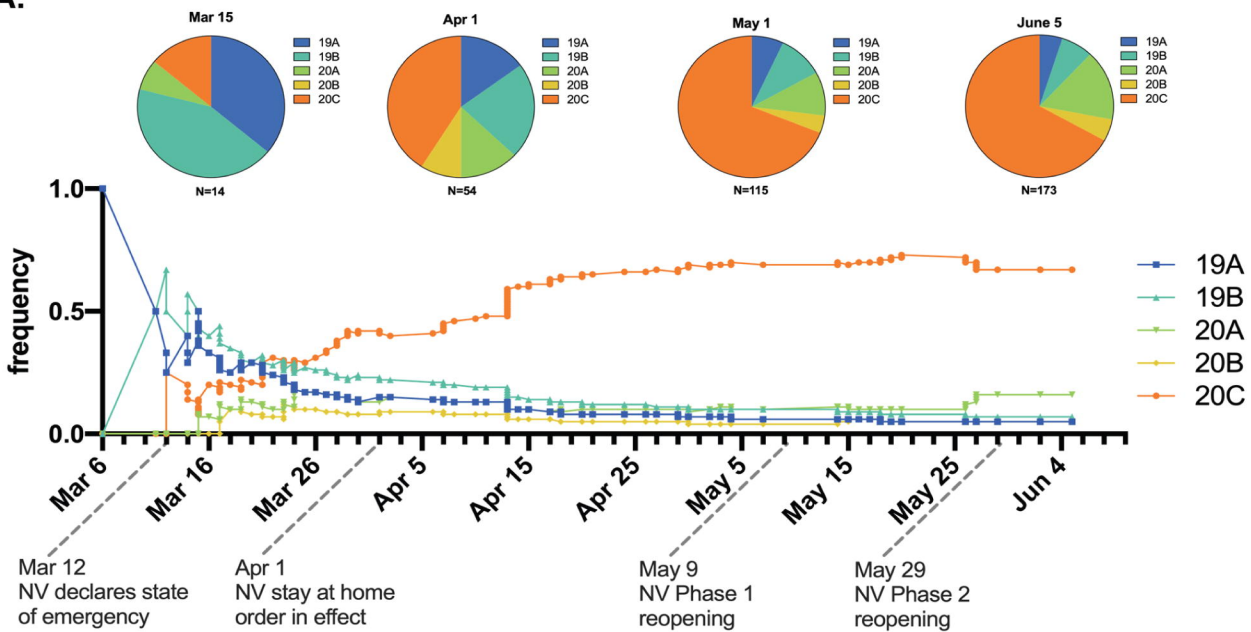 A.
Mar 15
19A
19B
20A
20B
20C
N=14
Apr 1
19A
19B
20A
20B
20C
N=54
May 1
19A
19B
20A
20B
20C
N=115
June 5
19A
19B
20A
20B
20C
N=173
frequency
1.0
0.5
0.0
Mar 6
Mar 16
Mar 26
Apr 5
Apr 15
Apr 25
May 5
May 15
May 25
Jun 4
19A
19B
20A
20B
20C
Mar 12
NV declares state
of emergency
Apr 1
NV stay at home
order in effect
May 9
NV Phase 1
reopening
May 29
NV Phase 2
reopening